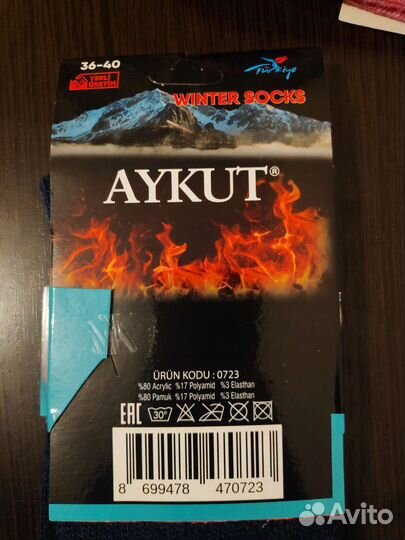 36-40
YERLİ
ÜRETİM
Türkiye
WINTER SOCKS
AYKUT®
ÜRÜN KODU : 0723
%80 Acrylic %17 Polyamid %3 Elasthan
%80 Pamuk %17 Polyamid %3 Elasthan
EAC 30°
8 699478 470723
Avito